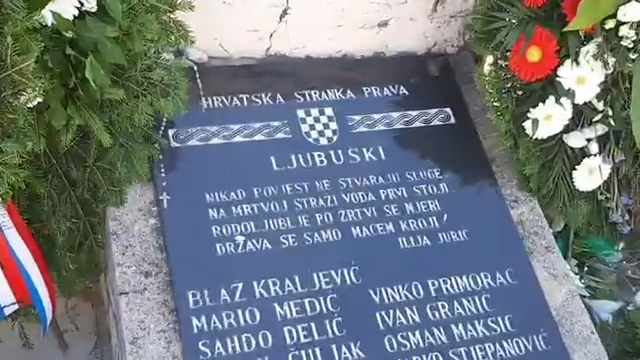 HRVATSKA STRANKA PRAVA
LJUBUŠKI
NIKAD POVIJEST NE STVARAJU SLUGE
NA MRTVOJ STRAŽI VOĐA PRVI STOJI.
RODOLJUBLJE PO ŽRTVI SE MJERI
DRŽAVA SE SAMO MAČEM KROJI!
ILIJA JURIĆ
BLAŽ KRALJEVIĆ
MARIO MEDIĆ
SAHDO DELIĆ
ČULJAK
VINKO PRIMORAC
IVAN GRANIĆ
OSMAN MAKSIĆ
STJEPANOVIĆ